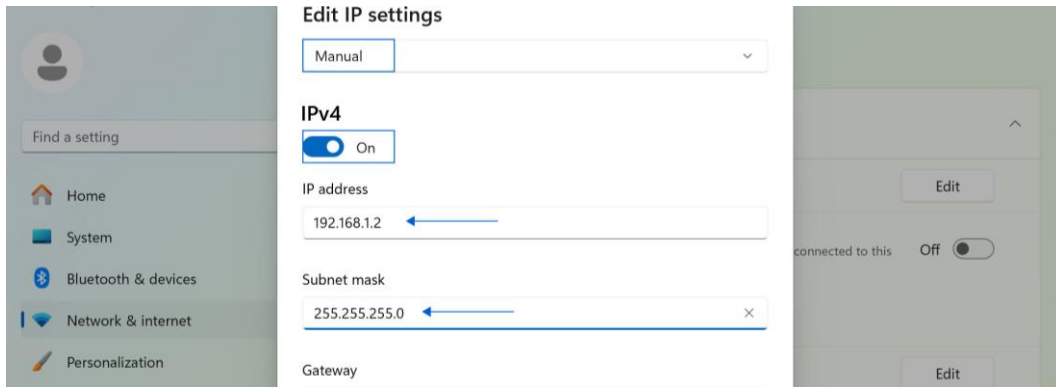 Edit IP settings
Manual
IPv4
On
IP address
192.168.1.2
Subnet mask
255.255.255.0
Gateway
Find a setting
Home
System
Bluetooth & devices
Network & internet
Personalization
Edit
connected to this Off
Edit